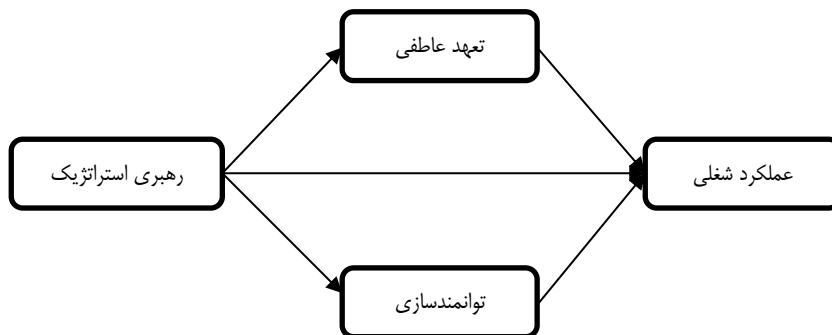 تعهد عاطفی
رهبری استراتژیک
عملکرد شغلی
توانمندسازی